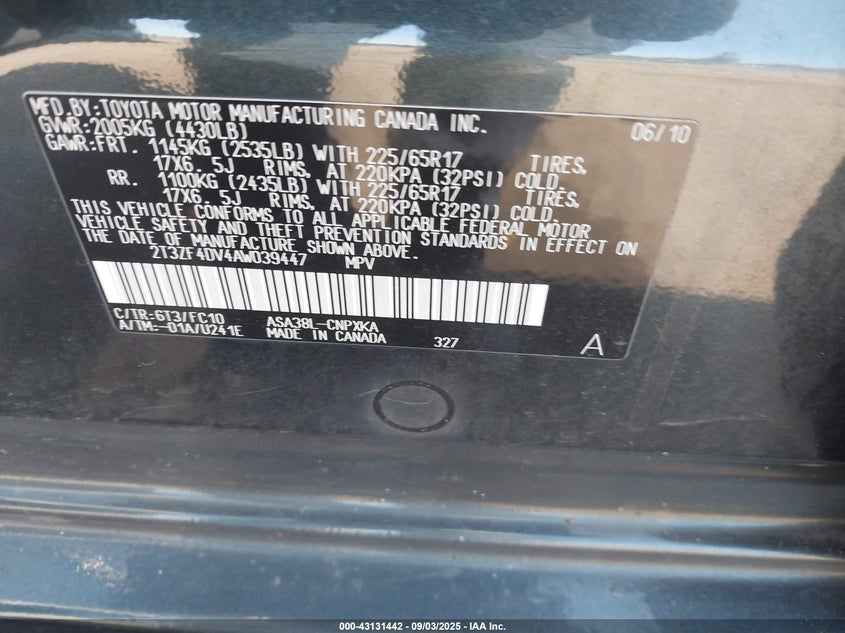 MFD.BY:TOYOTA MOTOR MANUFACTURING CANADA INC. 06/10
GVWR:2005KG (4430LB)
GAWR:FRT. 1145KG (2535LB) WITH 225/65R17 TIRES,
17X6.5J RIMS, AT 220KPA (32PSI) COLD.
RR. 1100KG (2435LB) WITH 225/65R17 TIRES,
17X6.5J RIMS, AT 220KPA (32PSI) COLD.
THIS VEHICLE CONFORMS TO ALL APPLICABLE FEDERAL MOTOR
VEHICLE SAFETY AND THEFT PREVENTION STANDARDS IN EFFECT ON
THE DATE OF MANUFACTURE SHOWN ABOVE.
2T3ZF4DV4AW039447 MPV
C/TR:6T3/FC10 ASA38L-CNPXKA
A/TM:-01A/U241E MADE IN CANADA 327 A
000-43131442 - 09/03/2025 - IAA Inc.